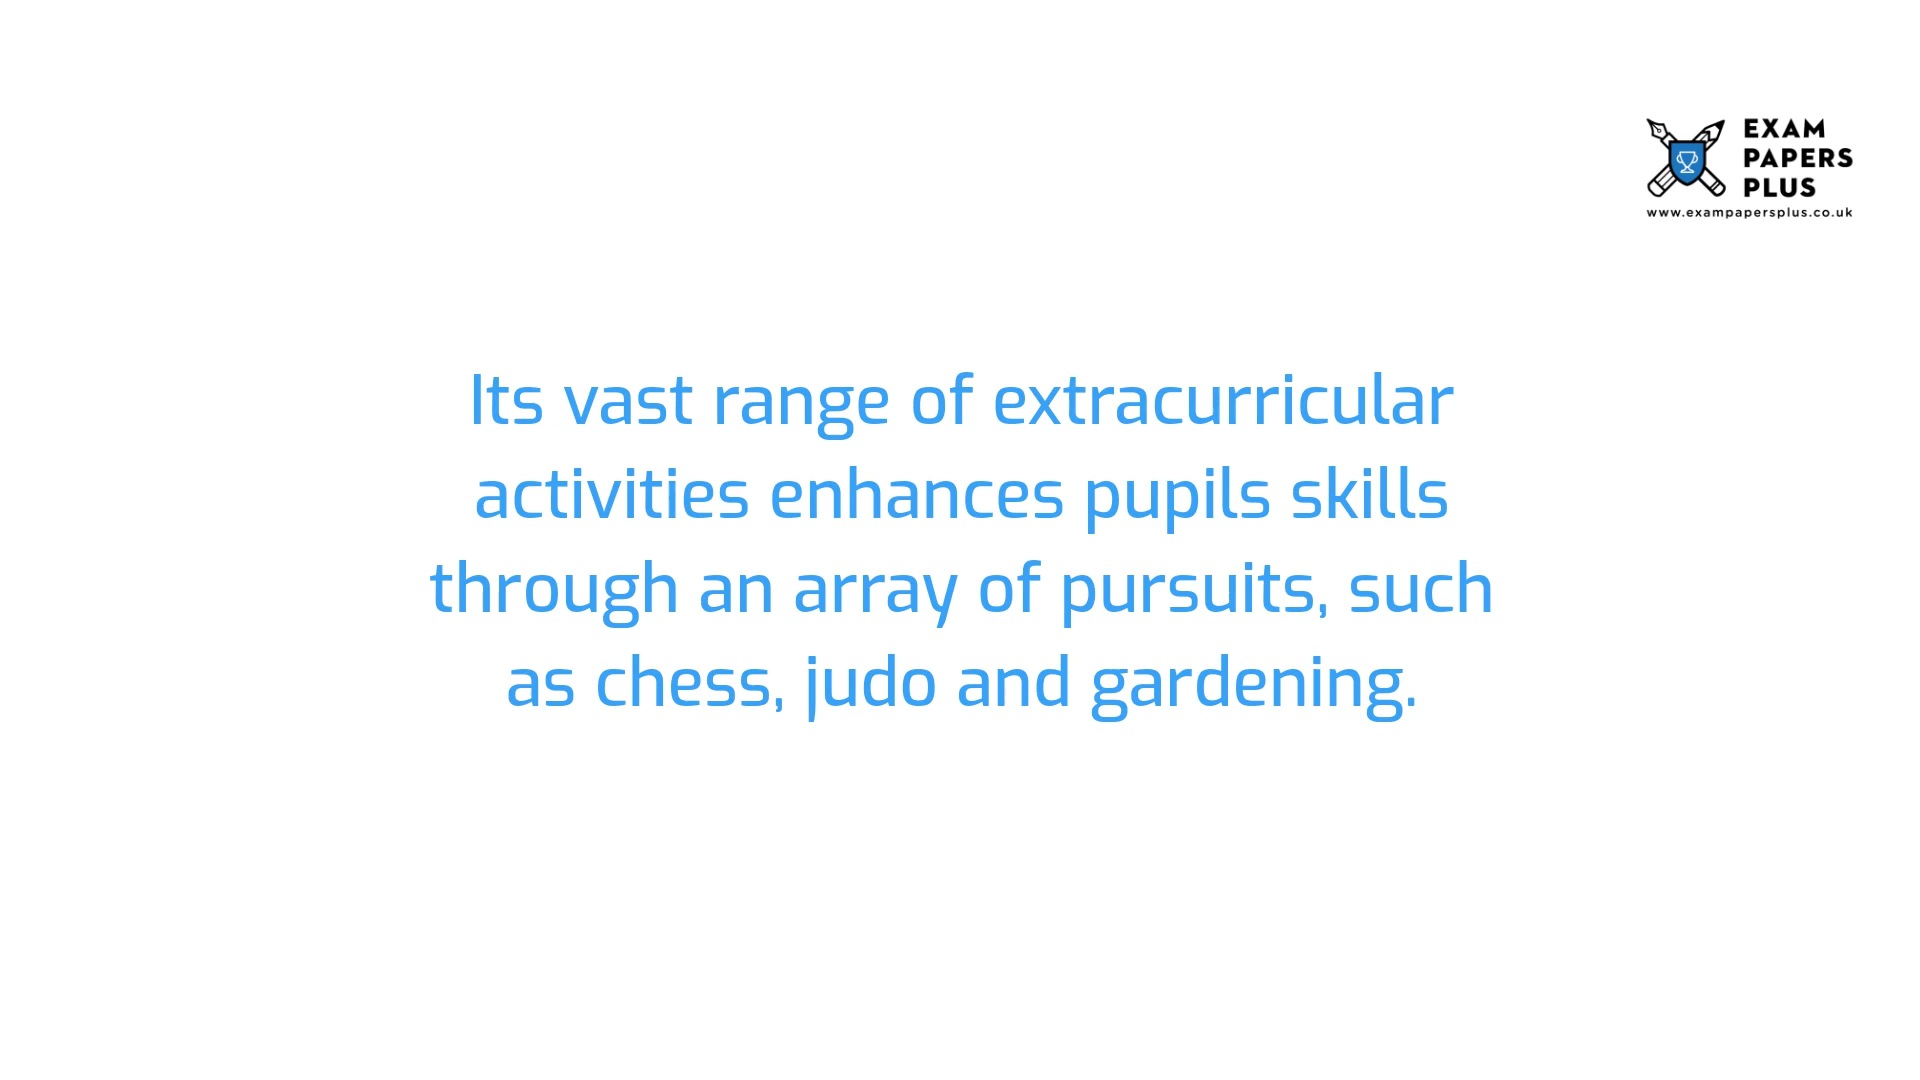 EXAM
PAPERS
PLUS
www.exampapersplus.co.uk
Its vast range of extracurricular
activities enhances pupils skills
through an array of pursuits, such
as chess, judo and gardening.